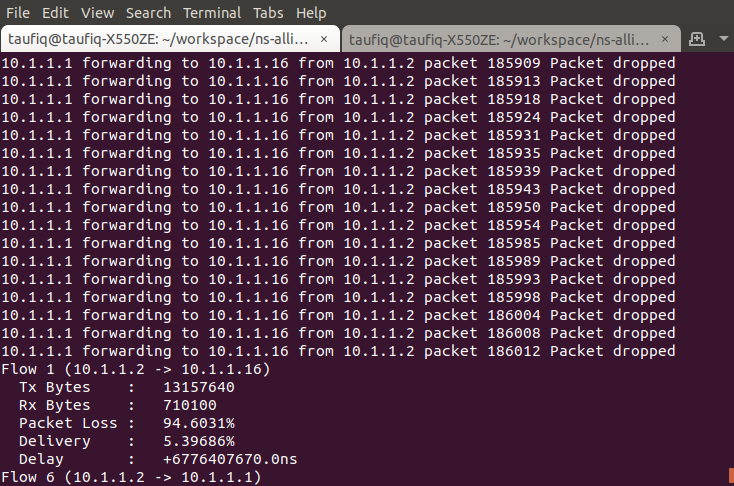 File Edit View Search Terminal Tabs Help
taufiq@taufiq-X550ZE: ~/workspace/ns-alli... × taufiq@taufiq-X550ZE: ~/workspace/ns-alli... ×
10.1.1.1 forwarding to 10.1.1.16 from 10.1.1.2 packet 185909 Packet dropped
10.1.1.1 forwarding to 10.1.1.16 from 10.1.1.2 packet 185913 Packet dropped
10.1.1.1 forwarding to 10.1.1.16 from 10.1.1.2 packet 185918 Packet dropped
10.1.1.1 forwarding to 10.1.1.16 from 10.1.1.2 packet 185924 Packet dropped
10.1.1.1 forwarding to 10.1.1.16 from 10.1.1.2 packet 185931 Packet dropped
10.1.1.1 forwarding to 10.1.1.16 from 10.1.1.2 packet 185935 Packet dropped
10.1.1.1 forwarding to 10.1.1.16 from 10.1.1.2 packet 185939 Packet dropped
10.1.1.1 forwarding to 10.1.1.16 from 10.1.1.2 packet 185943 Packet dropped
10.1.1.1 forwarding to 10.1.1.16 from 10.1.1.2 packet 185950 Packet dropped
10.1.1.1 forwarding to 10.1.1.16 from 10.1.1.2 packet 185954 Packet dropped
10.1.1.1 forwarding to 10.1.1.16 from 10.1.1.2 packet 185985 Packet dropped
10.1.1.1 forwarding to 10.1.1.16 from 10.1.1.2 packet 185989 Packet dropped
10.1.1.1 forwarding to 10.1.1.16 from 10.1.1.2 packet 185993 Packet dropped
10.1.1.1 forwarding to 10.1.1.16 from 10.1.1.2 packet 185998 Packet dropped
10.1.1.1 forwarding to 10.1.1.16 from 10.1.1.2 packet 186004 Packet dropped
10.1.1.1 forwarding to 10.1.1.16 from 10.1.1.2 packet 186008 Packet dropped
10.1.1.1 forwarding to 10.1.1.16 from 10.1.1.2 packet 186012 Packet dropped
Flow 1 (10.1.1.2 -> 10.1.1.16)
  Tx Bytes    :   13157640
  Rx Bytes    :   710100
  Packet Loss :   94.6031%
  Delivery    :   5.39686%
  Delay       :   +6776407670.0ns
Flow 6 (10.1.1.2 -> 10.1.1.1)